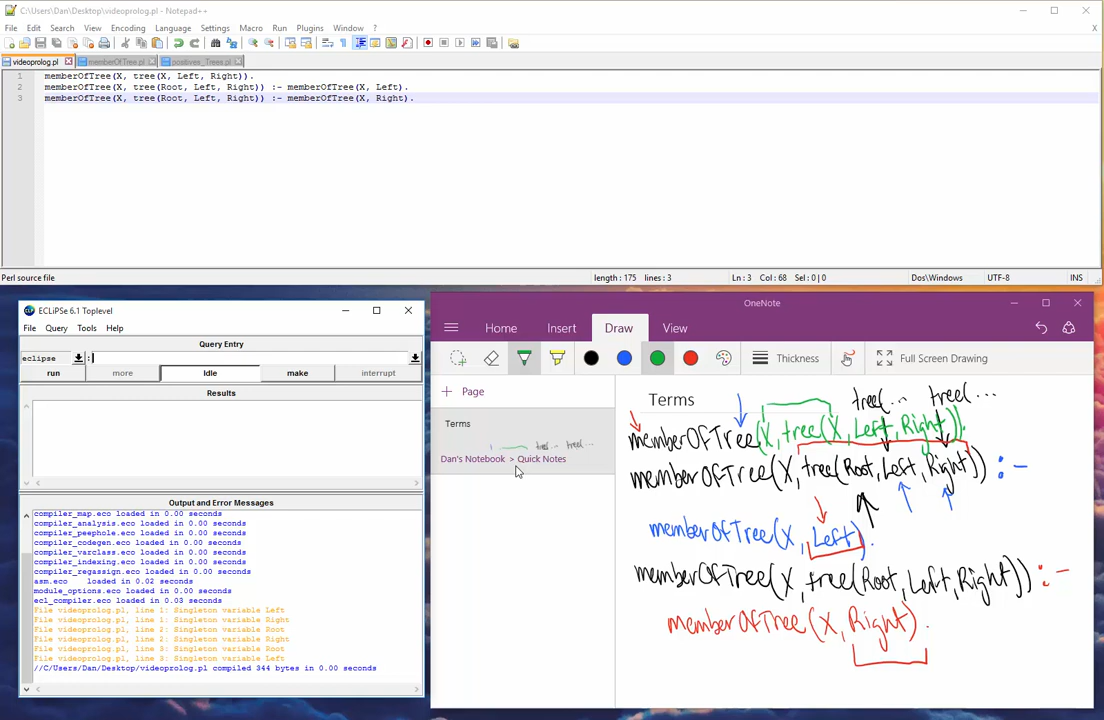 C:\Users\Dan\Desktop\videoprolog.pl - Notepad++
File Edit Search View Encoding Language Settings Macro Run Plugins Window ?
X
videoprolog.pl memberOfTree.pl positives_Trees.pl
1 memberOfTree(X, tree(X, Left, Right)).
2 memberOfTree(X, tree(Root, Left, Right)) :- memberOfTree(X, Left).
3 memberOfTree(X, tree(Root, Left, Right)) :- memberOfTree(X, Right).
Perl source file length : 175 lines : 3 Ln : 3 Col : 68 Sel : 0 | 0 Dos\Windows UTF-8 INS
ECLiPSe 6.1 Toplevel
File Query Tools Help
Query Entry
eclipse :
run more Idle make interrupt
Results
Output and Error Messages
compiler_map.eco loaded in 0.00 seconds
compiler_analysis.eco loaded in 0.00 seconds
compiler_peephole.eco loaded in 0.00 seconds
compiler_codegen.eco loaded in 0.00 seconds
compiler_varclass.eco loaded in 0.00 seconds
compiler_indexing.eco loaded in 0.00 seconds
compiler_regassign.eco loaded in 0.00 seconds
asm.eco loaded in 0.02 seconds
module_options.eco loaded in 0.00 seconds
ecl_compiler.eco loaded in 0.03 seconds
File videoprolog.pl, line 1: Singleton variable Left
File videoprolog.pl, line 1: Singleton variable Right
File videoprolog.pl, line 2: Singleton variable Root
File videoprolog.pl, line 2: Singleton variable Right
File videoprolog.pl, line 3: Singleton variable Root
File videoprolog.pl, line 3: Singleton variable Left
//C/Users/Dan/Desktop/videoprolog.pl compiled 344 bytes in 0.00 seconds
OneNote
Home Insert Draw View
Thickness Full Screen Drawing
+ Page
Terms
Dan's Notebook > Quick Notes
Terms
tree(... tree(...
memberOfTree(X, tree(X, Left, Right)).
memberOfTree(X, tree(Root, Left, Right)) :-
memberOfTree(X, Left).
memberOfTree(X, tree(Root, Left, Right)) :-
memberOfTree(X, Right).